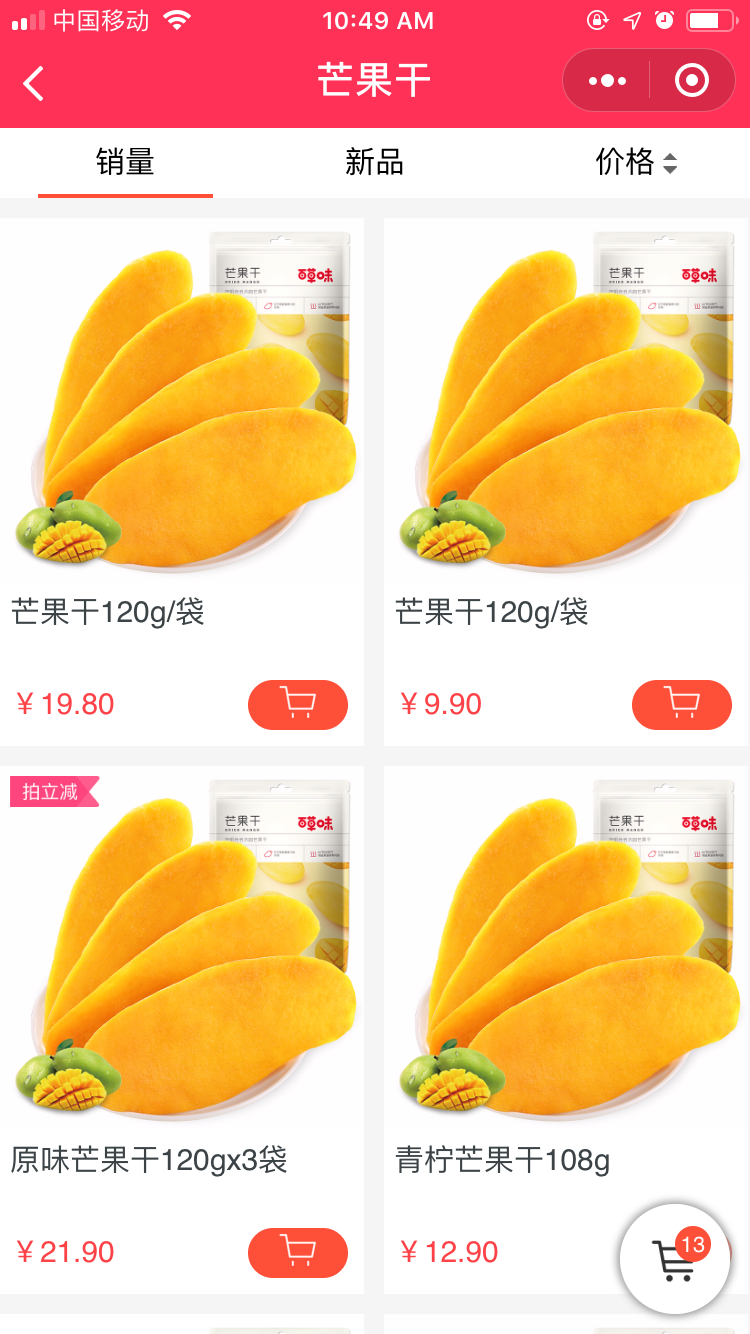 中国移动
10:49 AM
芒果干
销量
新品
价格
芒果干
百草味
芒果干
百草味
芒果干120g/袋
芒果干120g/袋
¥19.80
¥9.90
拍立减
芒果干
百草味
芒果干
百草味
原味芒果干120gx3袋
青柠芒果干108g
¥21.90
¥12.90
13